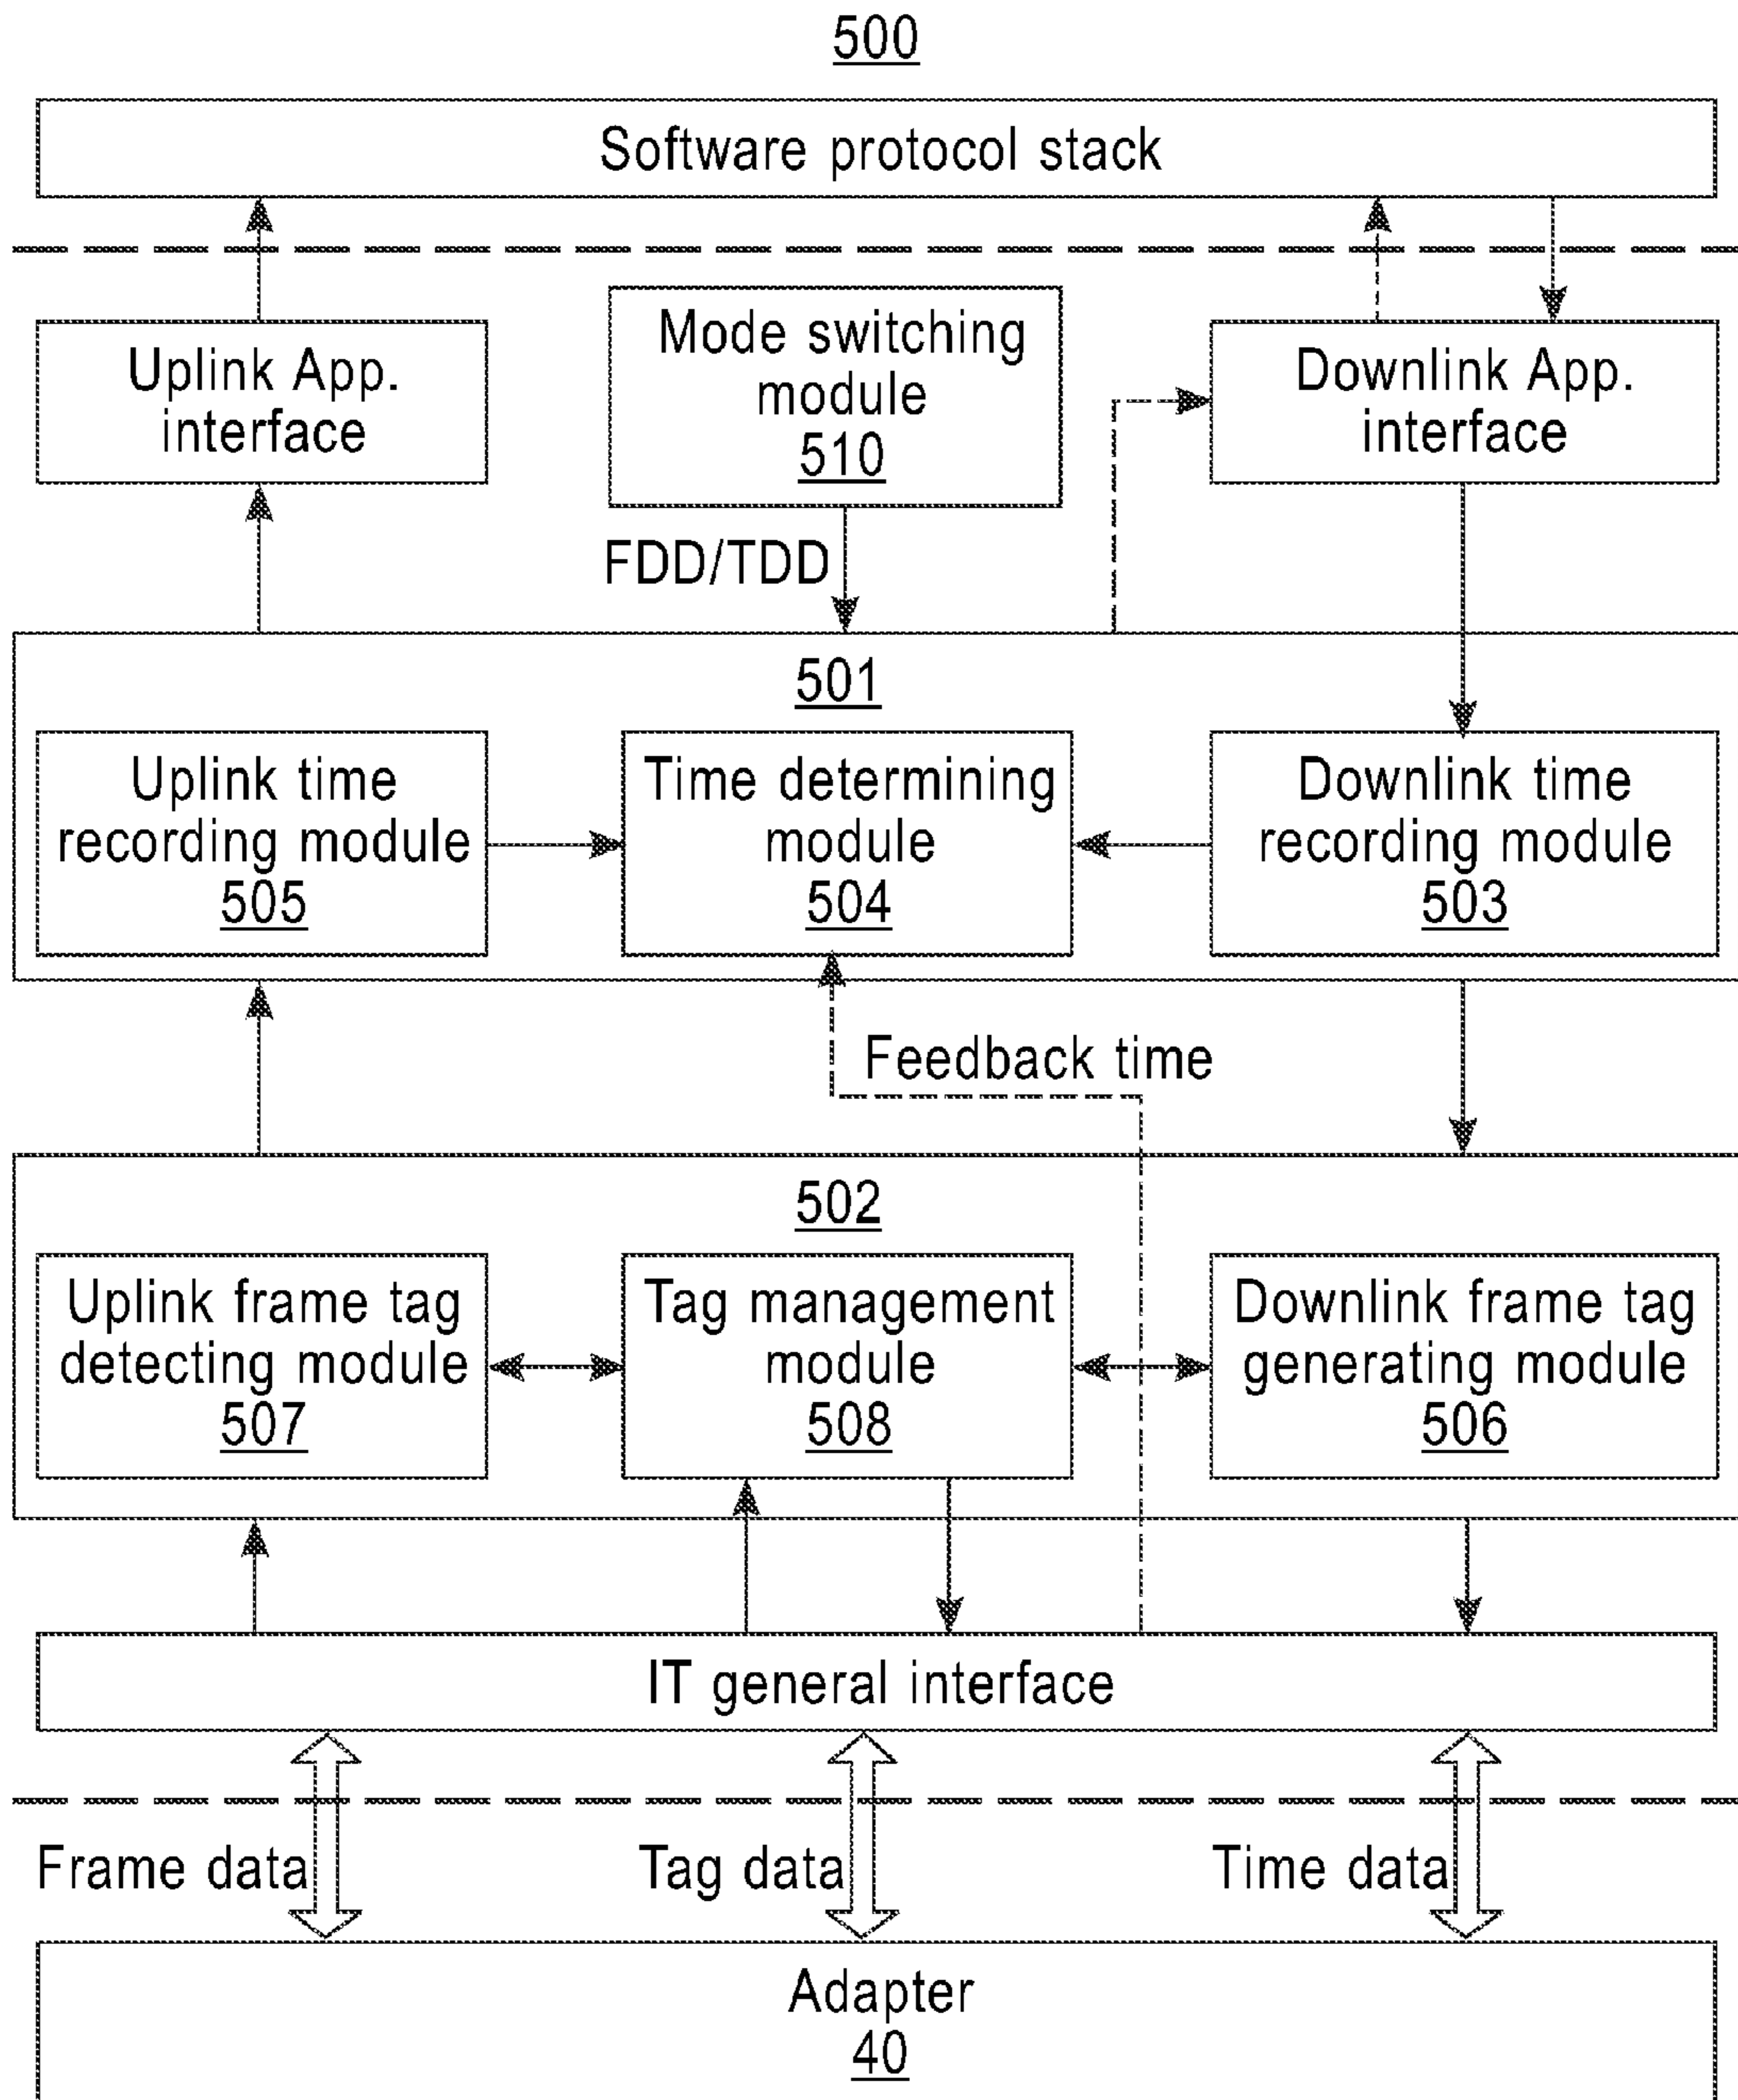 500
Software protocol stack
Uplink App.
interface
Mode switching
module
510
Downlink App.
interface
FDD/TDD
501
Uplink time
recording module
505
Time determining
module
504
Downlink time
recording module
503
Feedback time
502
Uplink frame tag
detecting module
507
Tag management
module
508
Downlink frame tag
generating module
506
IT general interface
Frame data
Tag data
Time data
Adapter
40